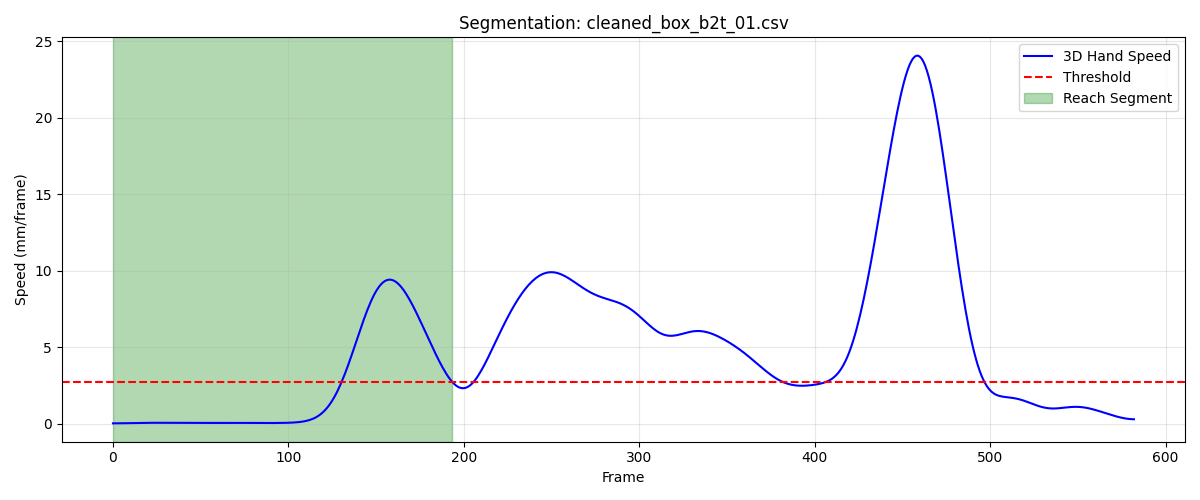 Segmentation: cleaned_box_b2t_01.csv
3D Hand Speed
Threshold
Reach Segment
Speed (mm/frame)
25
20
15
10
5
0
0 100 200 300 400 500 600
Frame